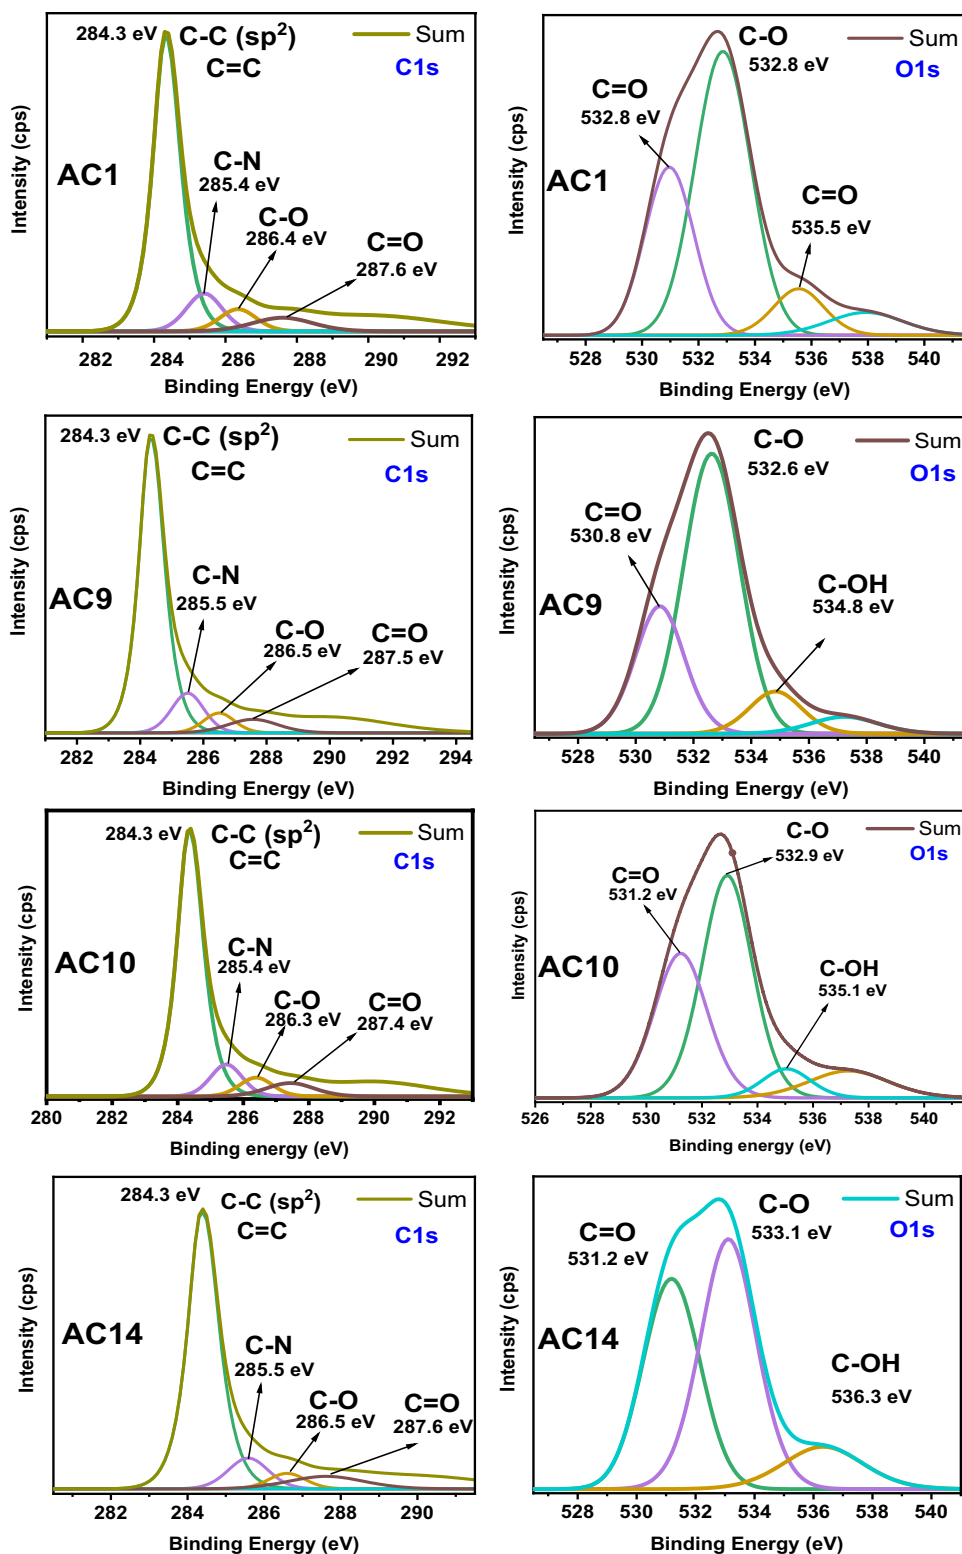 284.3 eV
C-C (sp²)
C=C
Sum
C1s
AC1
C-N
285.4 eV
C-O
286.4 eV
C=O
287.6 eV
Intensity (cps)
282 284 286 288 290 292
Binding Energy (eV)
C-O
532.8 eV
Sum
O1s
C=O
532.8 eV
AC1
C=O
535.5 eV
Intensity (cps)
528 530 532 534 536 538 540
Binding Energy (eV)
284.3 eV
C-C (sp²)
C=C
Sum
C1s
AC9
C-N
285.5 eV
C-O
286.5 eV
C=O
287.5 eV
Intensity (cps)
282 284 286 288 290 292 294
Binding Energy (eV)
C-O
532.6 eV
Sum
O1s
C=O
530.8 eV
AC9
C-OH
534.8 eV
Intensity (cps)
528 530 532 534 536 538 540
Binding Energy (eV)
284.3 eV
C-C (sp²)
C=C
Sum
C1s
AC10
C-N
285.4 eV
C-O
286.3 eV
C=O
287.4 eV
Intensity (cps)
280 282 284 286 288 290 292
Binding energy (eV)
C-O
532.9 eV
Sum
O1s
C=O
531.2 eV
AC10
C-OH
535.1 eV
Intensity (cps)
526 528 530 532 534 536 538 540
Binding energy (eV)
284.3 eV
C-C (sp²)
C=C
Sum
C1s
AC14
C-N
285.5 eV
C-O
286.5 eV
C=O
287.6 eV
Intensity (cps)
282 284 286 288 290
Binding Energy (eV)
C-O
533.1 eV
Sum
O1s
C=O
531.2 eV
AC14
C-OH
536.3 eV
Intensity (cps)
528 530 532 534 536 538 540
Binding Energy (eV)